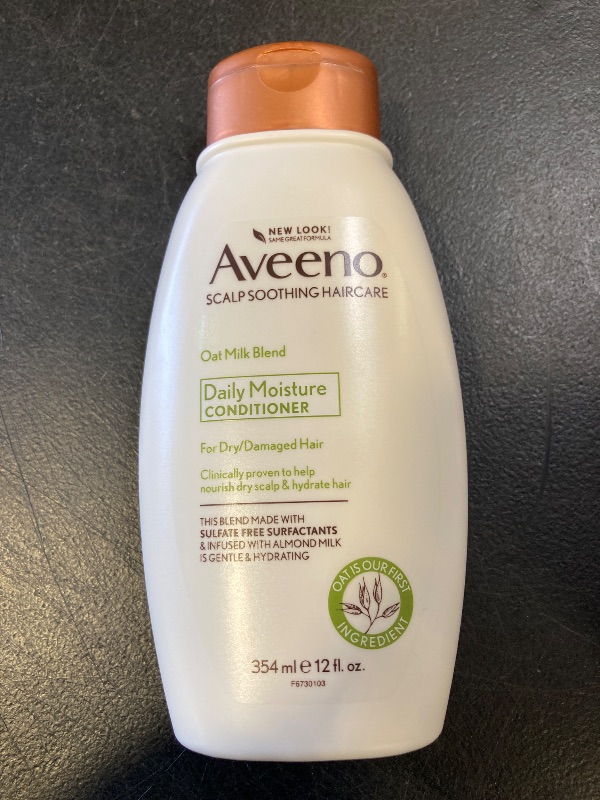 NEW LOOK!
SAME GREAT FORMULA
Aveeno®
SCALP SOOTHING HAIRCARE
Oat Milk Blend
Daily Moisture
CONDITIONER
For Dry/Damaged Hair
Clinically proven to help
nourish dry scalp & hydrate hair
THIS BLEND MADE WITH
SULFATE FREE SURFACTANTS
& INFUSED WITH ALMOND MILK
IS GENTLE & HYDRATING
OAT IS OUR FIRST
INGREDIENT
354 ml e 12 fl. oz.
F6730103